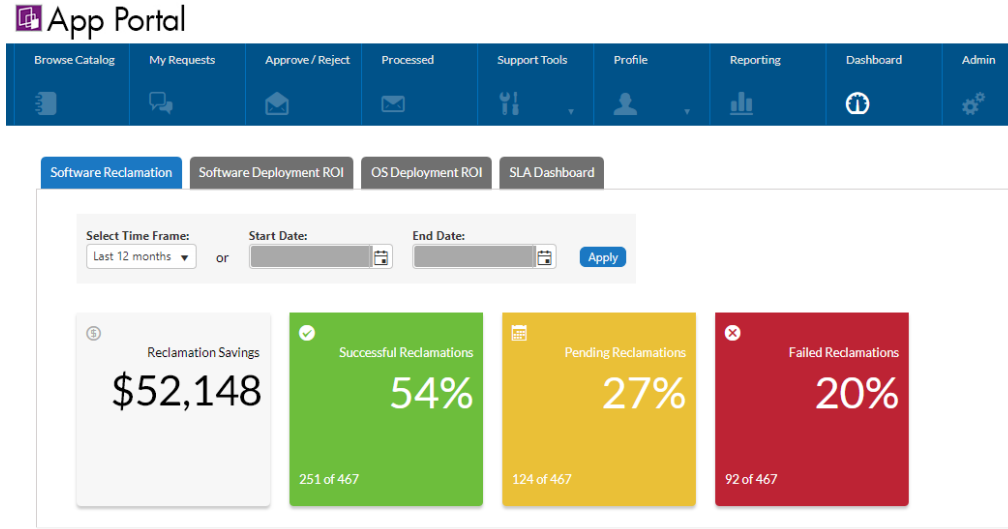 App Portal
Browse Catalog My Requests Approve / Reject Processed Support Tools Profile Reporting Dashboard Admin
Software Reclamation Software Deployment ROI OS Deployment ROI SLA Dashboard
Select Time Frame: Start Date: End Date:
Last 12 months or Apply
Reclamation Savings Successful Reclamations Pending Reclamations Failed Reclamations
$52,148 54% 27% 20%
251 of 467 124 of 467 92 of 467